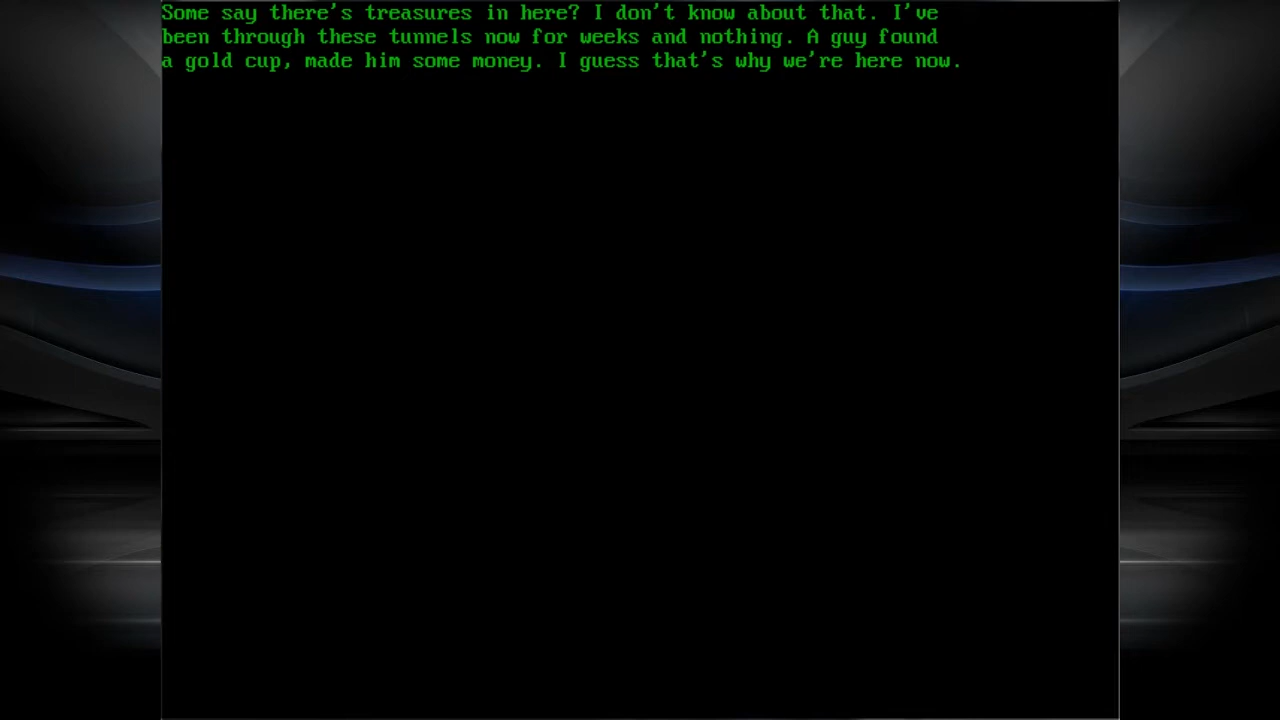 Some say there's treasures in here? I don't know about that. I've
been through these tunnels now for weeks and nothing. A guy found
a gold cup, made him some money. I guess that's why we're here now.